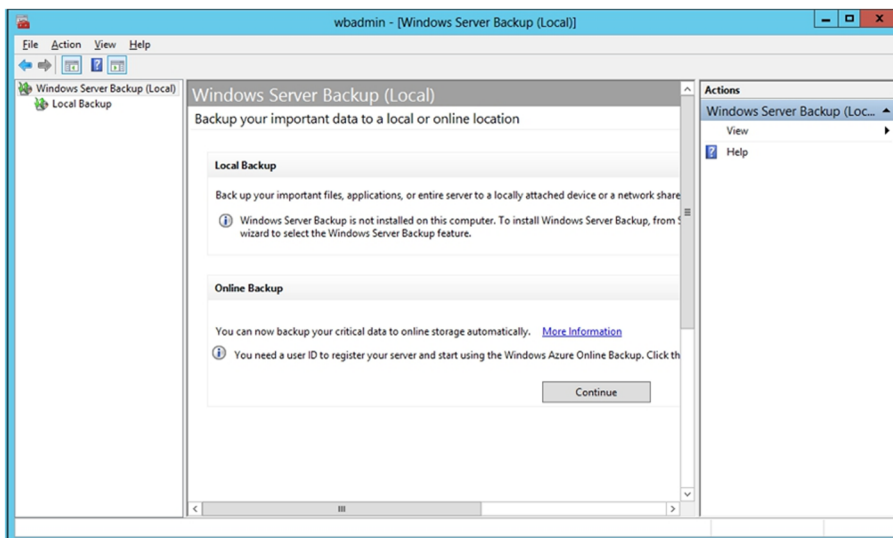 wbadmin - [Windows Server Backup (Local)]
File Action View Help
Windows Server Backup (Local)
Local Backup
Windows Server Backup (Local)
Backup your important data to a local or online location
Local Backup
Back up your important files, applications, or entire server to a locally attached device or a network share
Windows Server Backup is not installed on this computer. To install Windows Server Backup, from
wizard to select the Windows Server Backup feature.
Online Backup
You can now backup your critical data to online storage automatically. More Information
You need a user ID to register your server and start using the Windows Azure Online Backup. Click th
Continue
Actions
Windows Server Backup (Loc...
View
Help